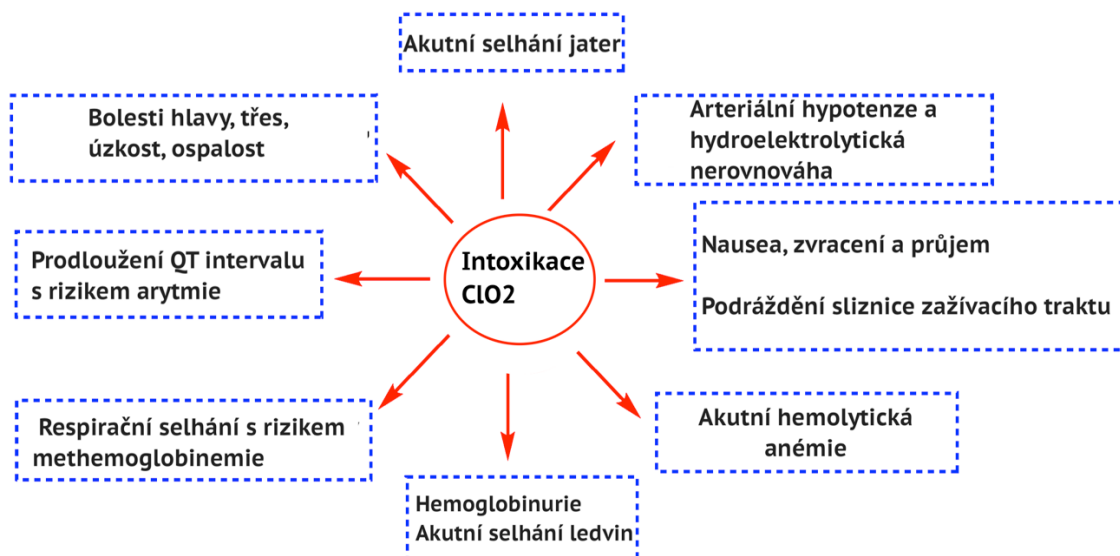 Akutní selhání jater
Bolesti hlavy, třes,
úzkost, ospalost
Arteriální hypotenze a
hydroelektrolytická
nerovnováha
Prodloužení QT intervalu
s rizikem arytmie
Intoxikace
ClO2
Nausea, zvracení a průjem
Podráždění sliznice zažívacího traktu
Respirační selhání s rizikem
methemoglobinemie
Akutní hemolytická
anémie
Hemoglobinurie
Akutní selhání ledvin